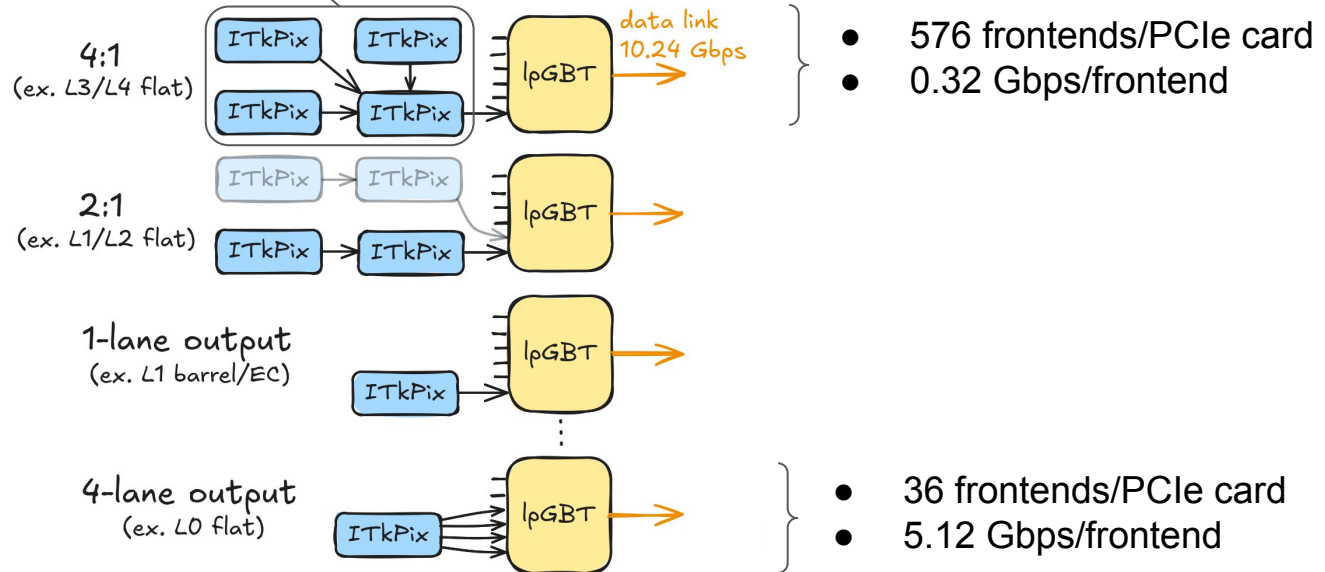 4:1
(ex. L3/L4 flat)
ITkPix
ITkPix
ITkPix
ITkPix
lpGBT
data link
10.24 Gbps
● 576 frontends/PCIe card
● 0.32 Gbps/frontend
2:1
(ex. L1/L2 flat)
ITkPix
ITkPix
ITkPix
ITkPix
lpGBT
1-lane output
(ex. L1 barrel/EC)
ITkPix
lpGBT
4-lane output
(ex. L0 flat)
ITkPix
lpGBT
● 36 frontends/PCIe card
● 5.12 Gbps/frontend